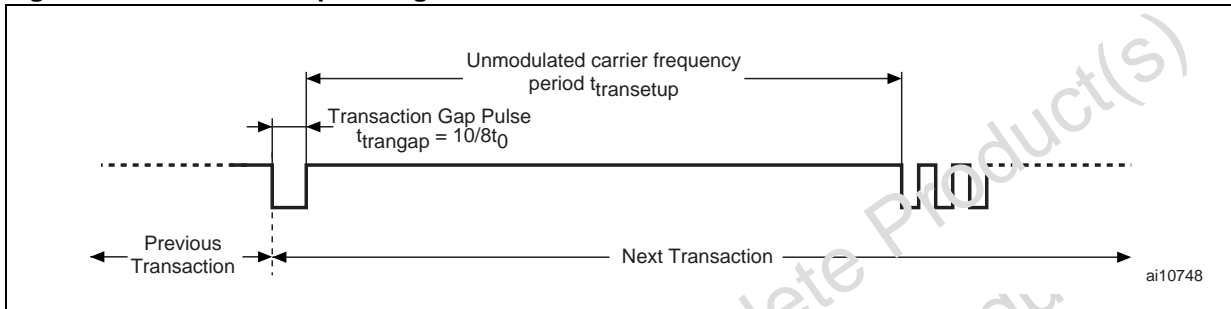 Unmodulated carrier frequency
period ttransetup
Transaction Gap Pulse
ttrangap = 10/8t0
Previous
Transaction
Next Transaction
ai10748